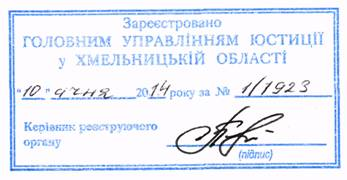 Зареєстровано
ГОЛОВНИМ УПРАВЛІННЯМ ЮСТИЦІЇ
у ХМЕЛЬНИЦЬКІЙ ОБЛАСТІ
"10" січня 2014 року за № 1/1923
Керівник реєструючого
органу
(підпис)